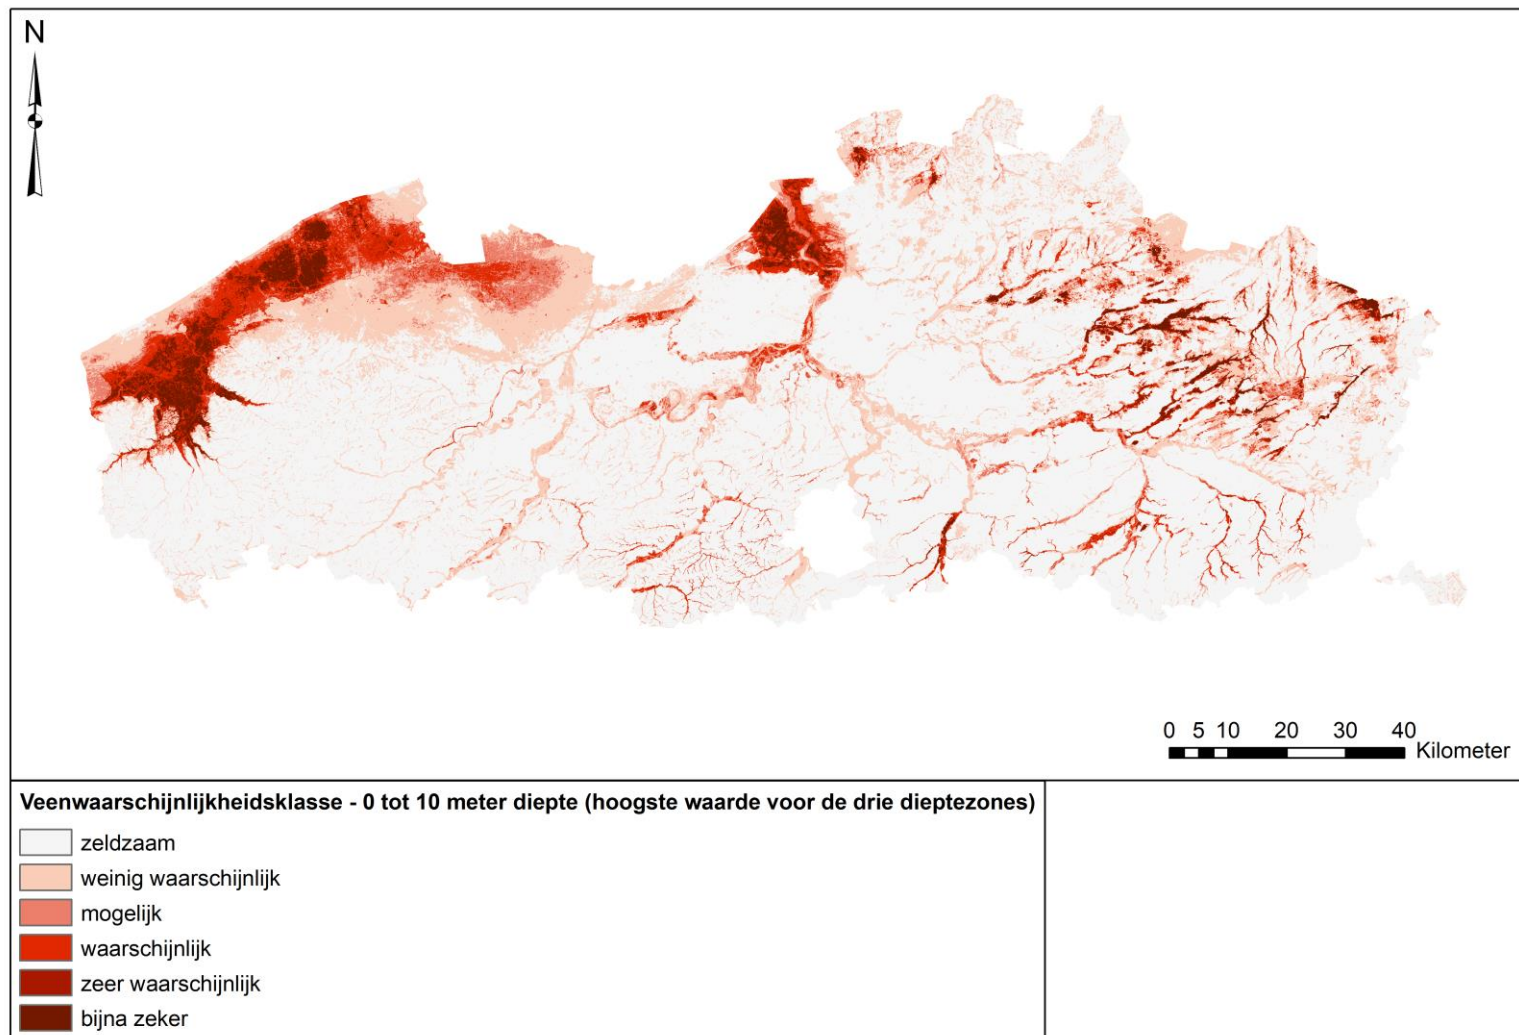 N
0 5 10 20 30 40
Kilometer
Veenwaarschijnlijkheidsklasse - 0 tot 10 meter diepte (hoogste waarde voor de drie dieptezones)
zeldzaam
weinig waarschijnlijk
mogelijk
waarschijnlijk
zeer waarschijnlijk
bijna zeker